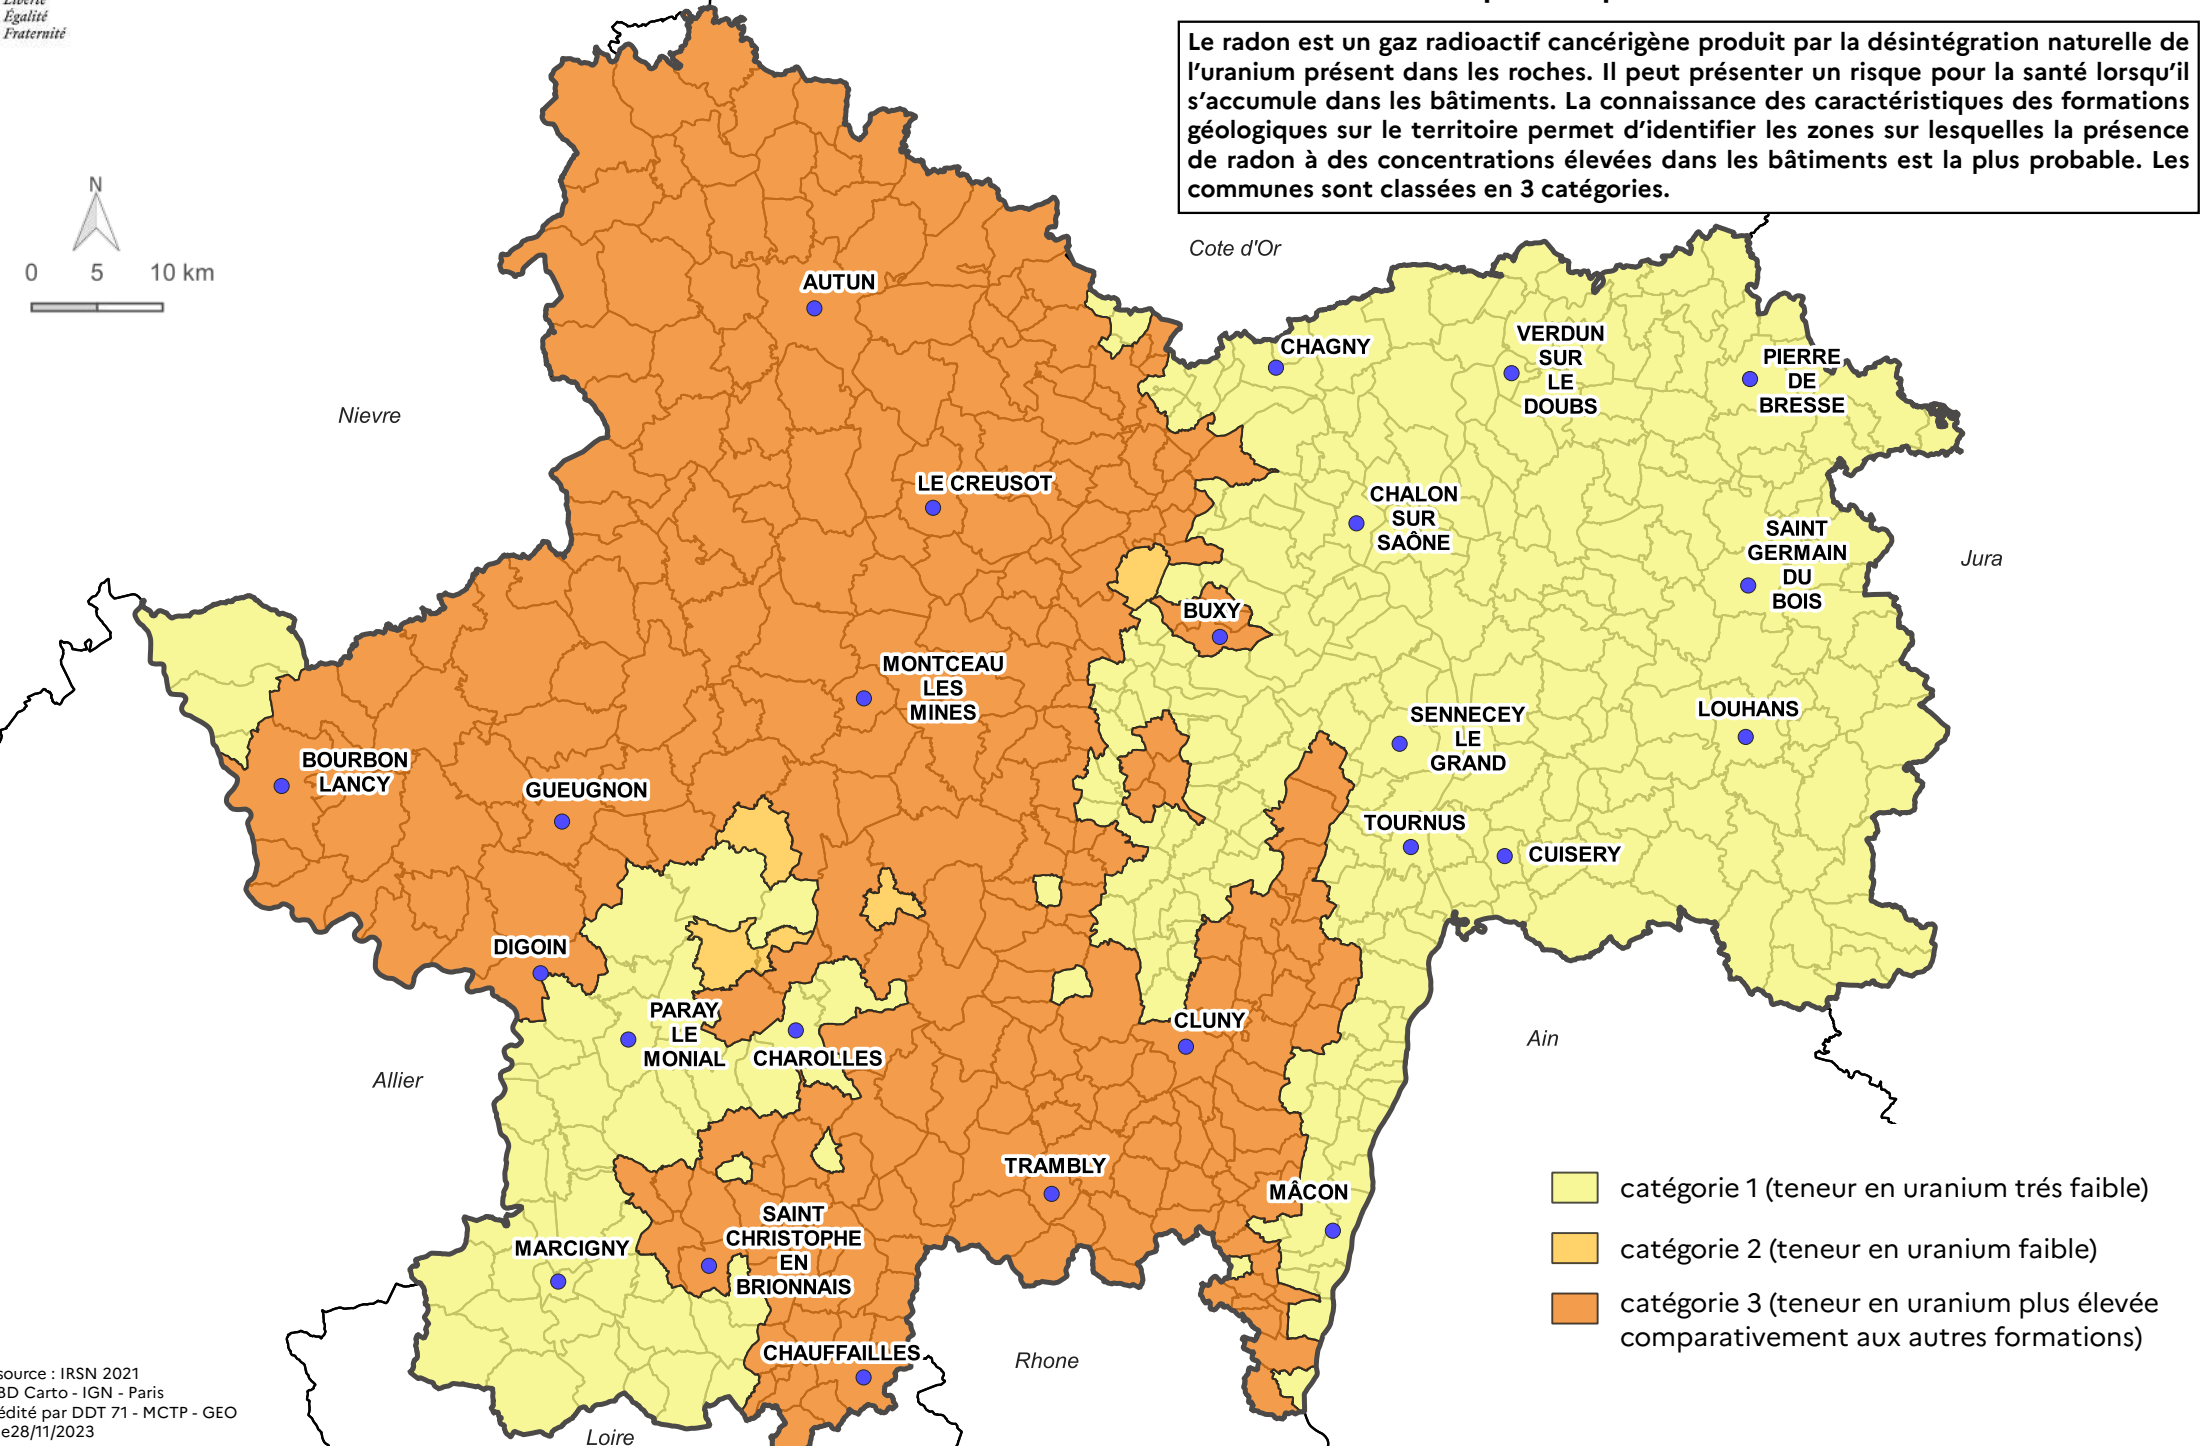 Égalité
Fraternité
Le radon est un gaz radioactif cancérigène produit par la désintégration naturelle de
l'uranium présent dans les roches. Il peut présenter un risque pour la santé lorsqu'il
s'accumule dans les bâtiments. La connaissance des caractéristiques des formations
géologiques sur le territoire permet d'identifier les zones sur lesquelles la présence
de radon à des concentrations élevées dans les bâtiments est la plus probable. Les
communes sont classées en 3 catégories.
N
0 5 10 km
Cote d'Or
Nievre
Jura
Allier
Ain
Rhone
Loire
AUTUN
CHAGNY
VERDUN
SUR
LE
DOUBS
PIERRE
DE
BRESSE
LE CREUSOT
CHALON
SUR
SAÔNE
SAINT
GERMAIN
DU
BOIS
BUXY
MONTCEAU
LES
MINES
SENNECEY
LE
GRAND
LOUHANS
BOURBON
LANCY
GUEUGNON
TOURNUS
CUISERY
DIGOIN
PARAY
LE
MONIAL
CHAROLLES
CLUNY
TRAMBLY
MÂCON
SAINT
CHRISTOPHE
EN
BRIONNAIS
MARCIGNY
CHAUFFAILLES
catégorie 1 (teneur en uranium trés faible)
catégorie 2 (teneur en uranium faible)
catégorie 3 (teneur en uranium plus élevée
comparativement aux autres formations)
source : IRSN 2021
BD Carto - IGN - Paris
édité par DDT 71 - MCTP - GEO
le28/11/2023